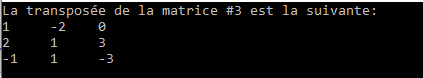 La transposée de la matrice #3 est la suivante:
1 -2 0
2 1 3
-1 1 -3